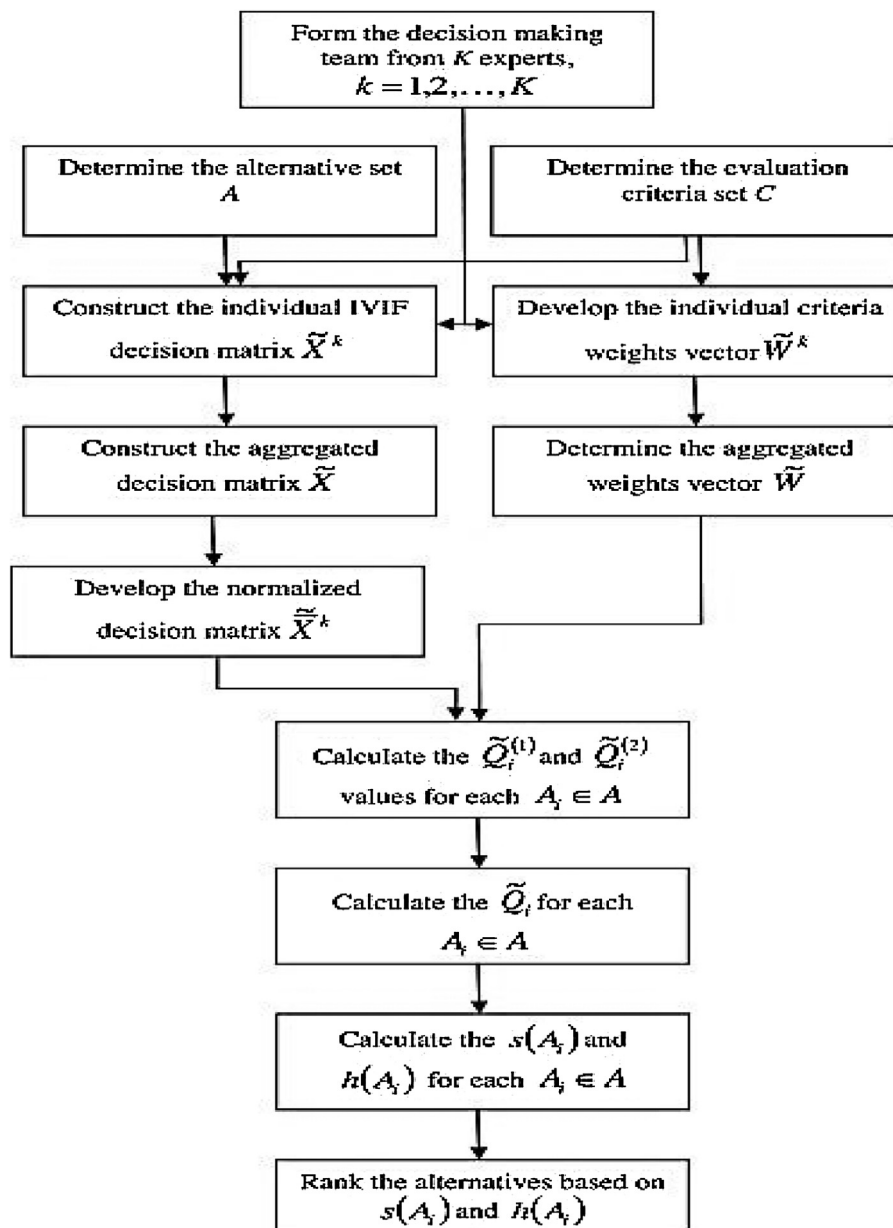 Form the decision making
team from K experts,
k = 1,2,...,K
Determine the alternative set
A
Determine the evaluation
criteria set C
Construct the individual IVIF
decision matrix X̃ᵏ
Develop the individual criteria
weights vector W̃ᵏ
Construct the aggregated
decision matrix X̃
Determine the aggregated
weights vector W̃
Develop the normalized
decision matrix X̿̃ᵏ
Calculate the Q̃ᵢ⁽¹⁾ and Q̃ᵢ⁽²⁾
values for each Aᵢ ∈ A
Calculate the Q̃ᵢ for each
Aᵢ ∈ A
Calculate the s(Aᵢ) and
h(Aᵢ) for each Aᵢ ∈ A
Rank the alternatives based on
s(Aᵢ) and h(Aᵢ)